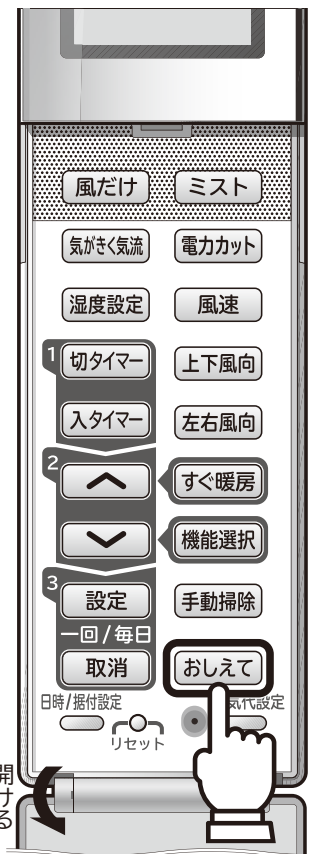 風だけ ミスト
気がきく気流 電力カット
湿度設定 風速
1 切タイマー 上下風向
入タイマー 左右風向
2 すぐ暖房
機能選択
3 設定 手動掃除
一回/毎日
取消 おしえて
日時/据付設定 気代設定
リセット
開ける